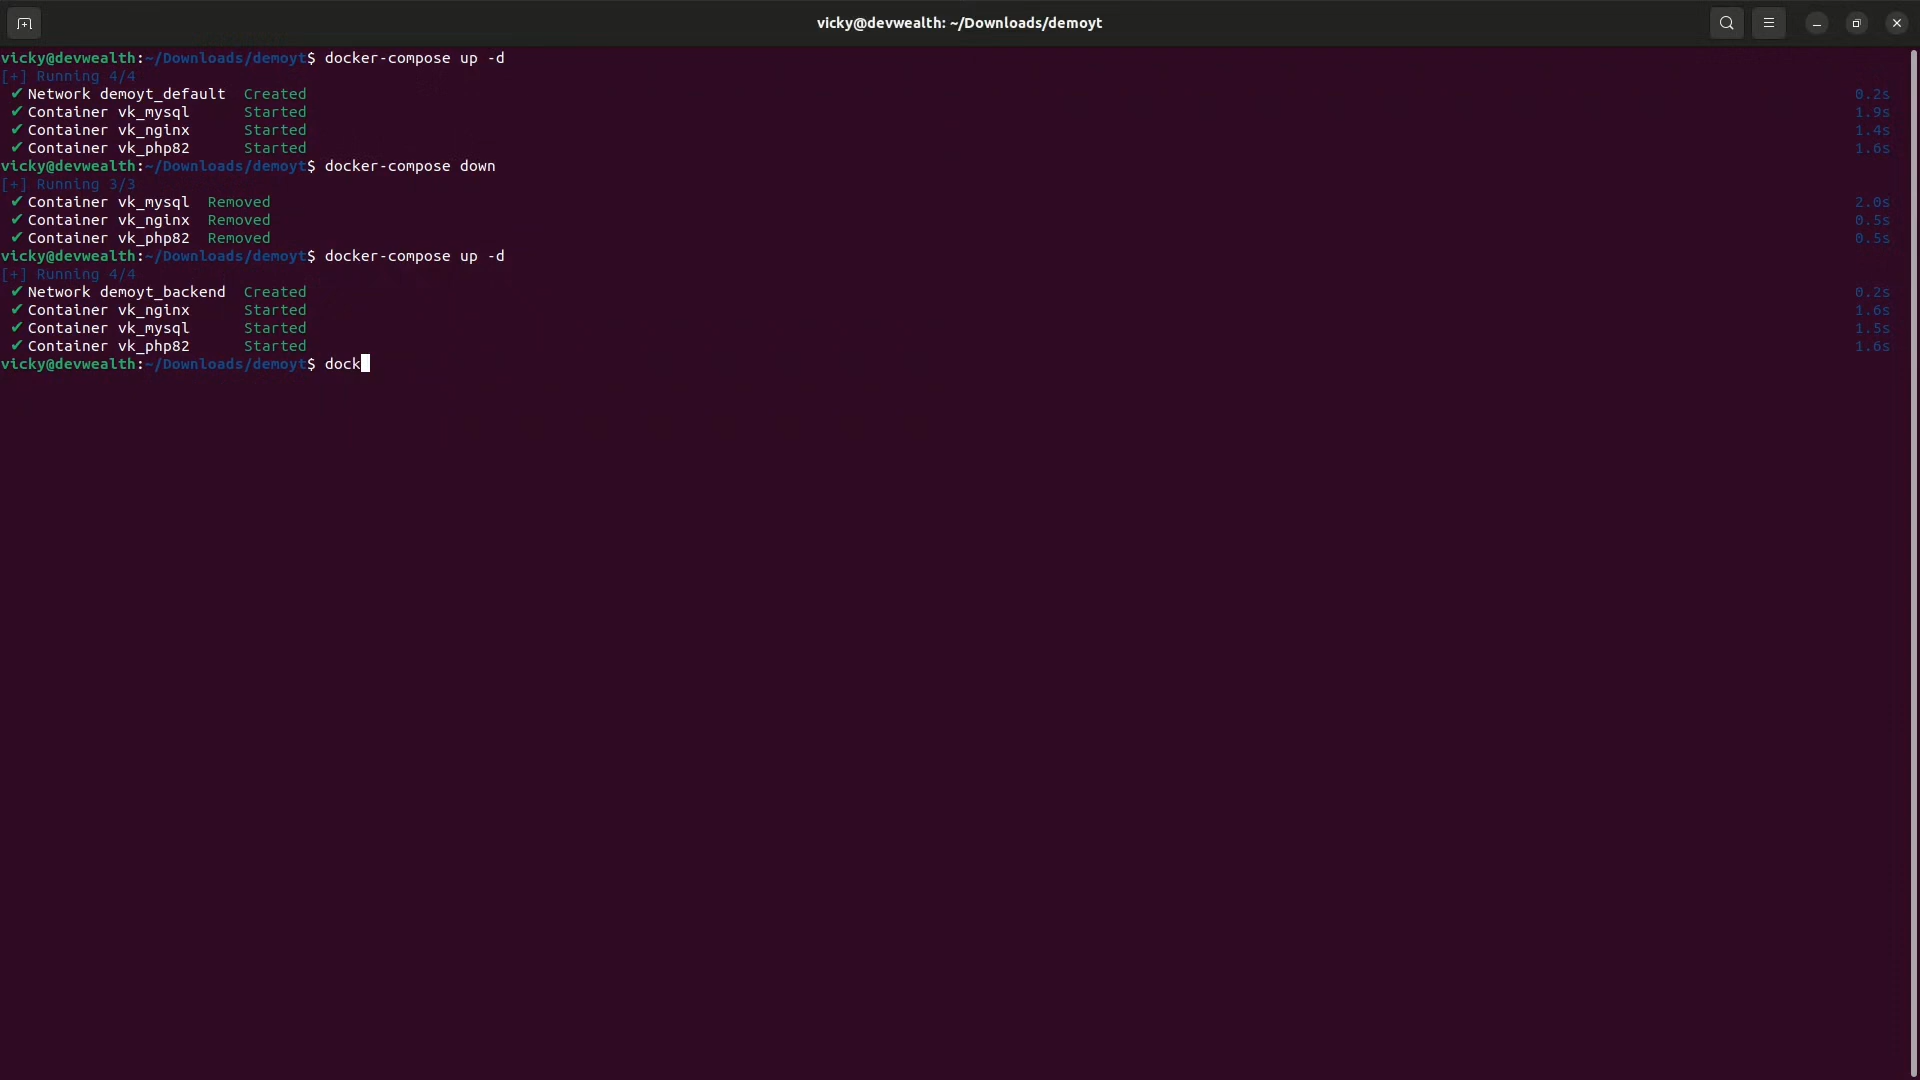 vicky@devwealth: ~/Downloads/demoyt
vicky@devwealth:~/Downloads/demoyt$ docker-compose up -d
[+] Running 4/4
✔ Network demoyt_default  Created 0.2s
✔ Container vk_mysql  Started 1.9s
✔ Container vk_nginx  Started 1.4s
✔ Container vk_php82  Started 1.6s
vicky@devwealth:~/Downloads/demoyt$ docker-compose down
[+] Running 3/3
✔ Container vk_mysql  Removed 2.0s
✔ Container vk_nginx  Removed 0.5s
✔ Container vk_php82  Removed 0.5s
vicky@devwealth:~/Downloads/demoyt$ docker-compose up -d
[+] Running 4/4
✔ Network demoyt_backend  Created 0.2s
✔ Container vk_nginx  Started 1.6s
✔ Container vk_mysql  Started 1.5s
✔ Container vk_php82  Started 1.6s
vicky@devwealth:~/Downloads/demoyt$ dock